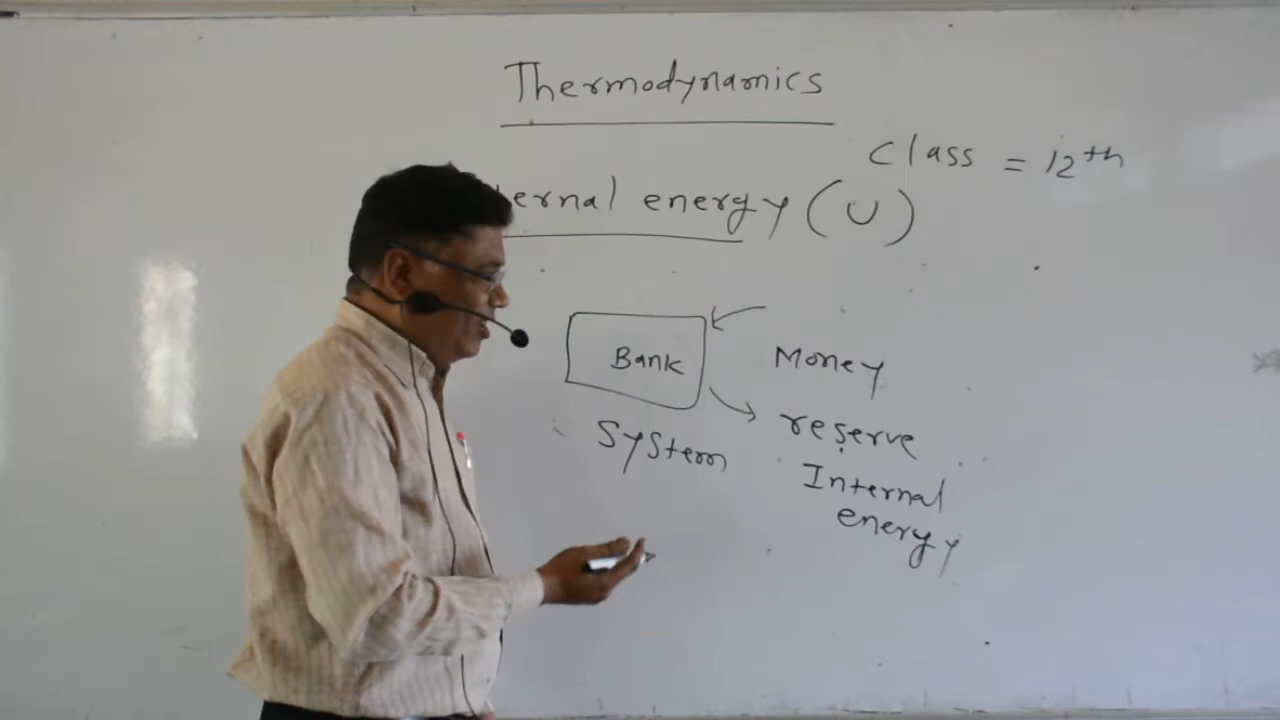 Thermodynamics
Class = 12th
ernal energy (U)
Bank
Money
reserve
System
Internal
energy